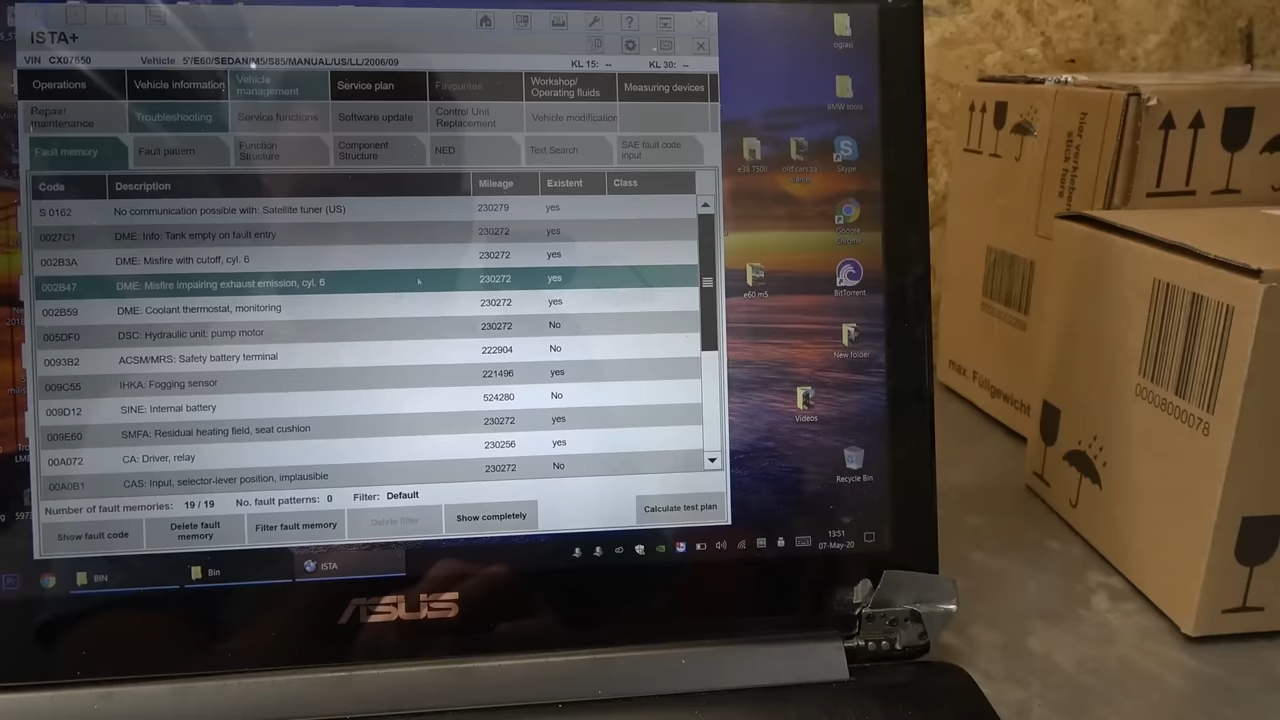 ISTA+
VIN CX07650 Vehicle 5'/E60/SEDAN/M5/S85/MANUAL/US/LL/2006/09 KL 15: -- KL 30: --
Operations Vehicle information Vehicle management Service plan Favourites Workshop/ Operating fluids Measuring devices
Repair/ maintenance Troubleshooting Service functions Software update Control Unit Replacement Vehicle modification
Fault memory Fault pattern Function Structure Component Structure NED Text Search SAE fault code input
Code Description Mileage Existent Class
S 0162 No communication possible with: Satellite tuner (US) 230279 yes
0027C1 DME: Info: Tank empty on fault entry 230272 yes
002B3A DME: Misfire with cutoff, cyl. 6 230272 yes
002B47 DME: Misfire impairing exhaust emission, cyl. 6 230272 yes
002B59 DME: Coolant thermostat, monitoring 230272 yes
005DF0 DSC: Hydraulic unit: pump motor 230272 No
0093B2 ACSM/MRS: Safety battery terminal 222904 No
009C55 IHKA: Fogging sensor 221496 yes
009D12 SINE: Internal battery 524280 No
009E60 SMFA: Residual heating field, seat cushion 230272 yes
00A072 CA: Driver, relay 230256 yes
00A0B1 CAS: Input, selector-lever position, implausible 230272 No
Number of fault memories: 19 / 19 No. fault patterns: 0 Filter: Default
Show fault code Delete fault memory Filter fault memory Delete filter Show completely Calculate test plan
oglasi
BMW tools
e38 750il
Skype
Google Chrome
e60 m5
BitTorrent
New folder
Videos
Recycle Bin
BIN
Bin
ISTA
13:51
07-May-20
ASUS
hier verkleben
stick here
max. Füllgewicht
00008000078